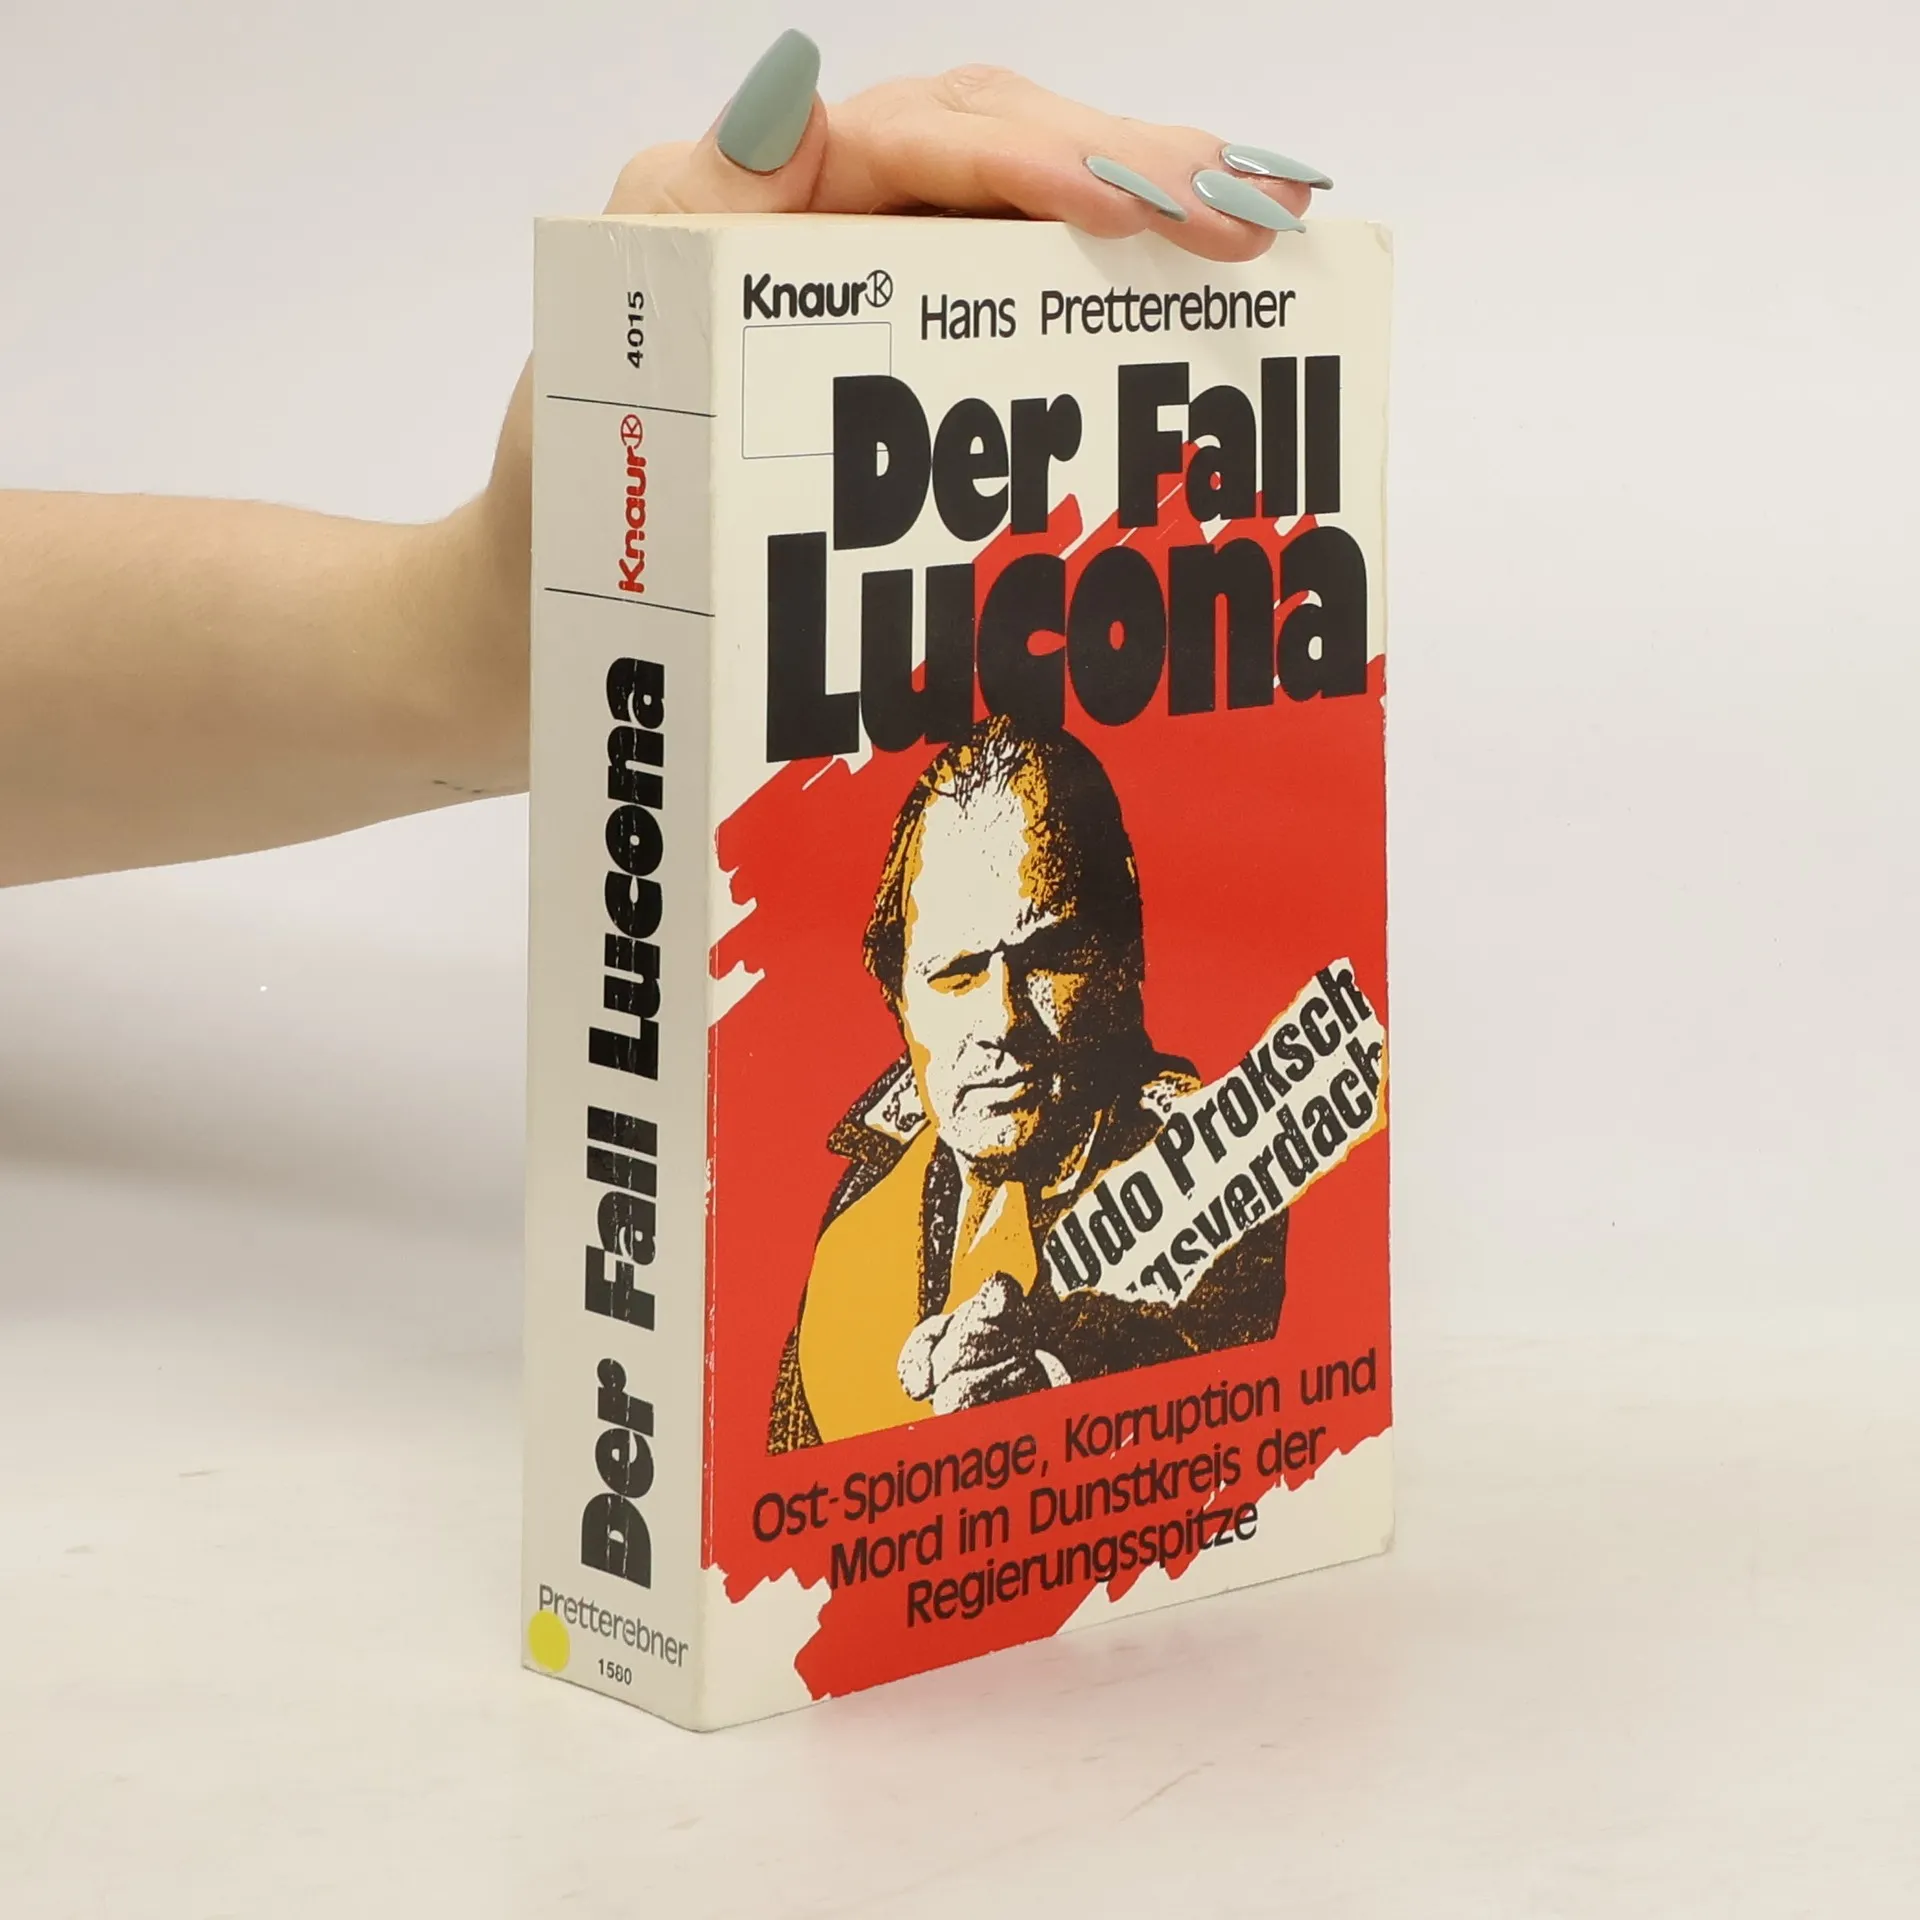 4015
Knaur
Der Fall Lucona
Pretterebner
1580
Knaur
Hans Pretterebner
Der Fall
Lucona
Udo Proksch
gsverdach
Ost-Spionage, Korruption und
Mord im Dunstkreis der
Regierungsspitze